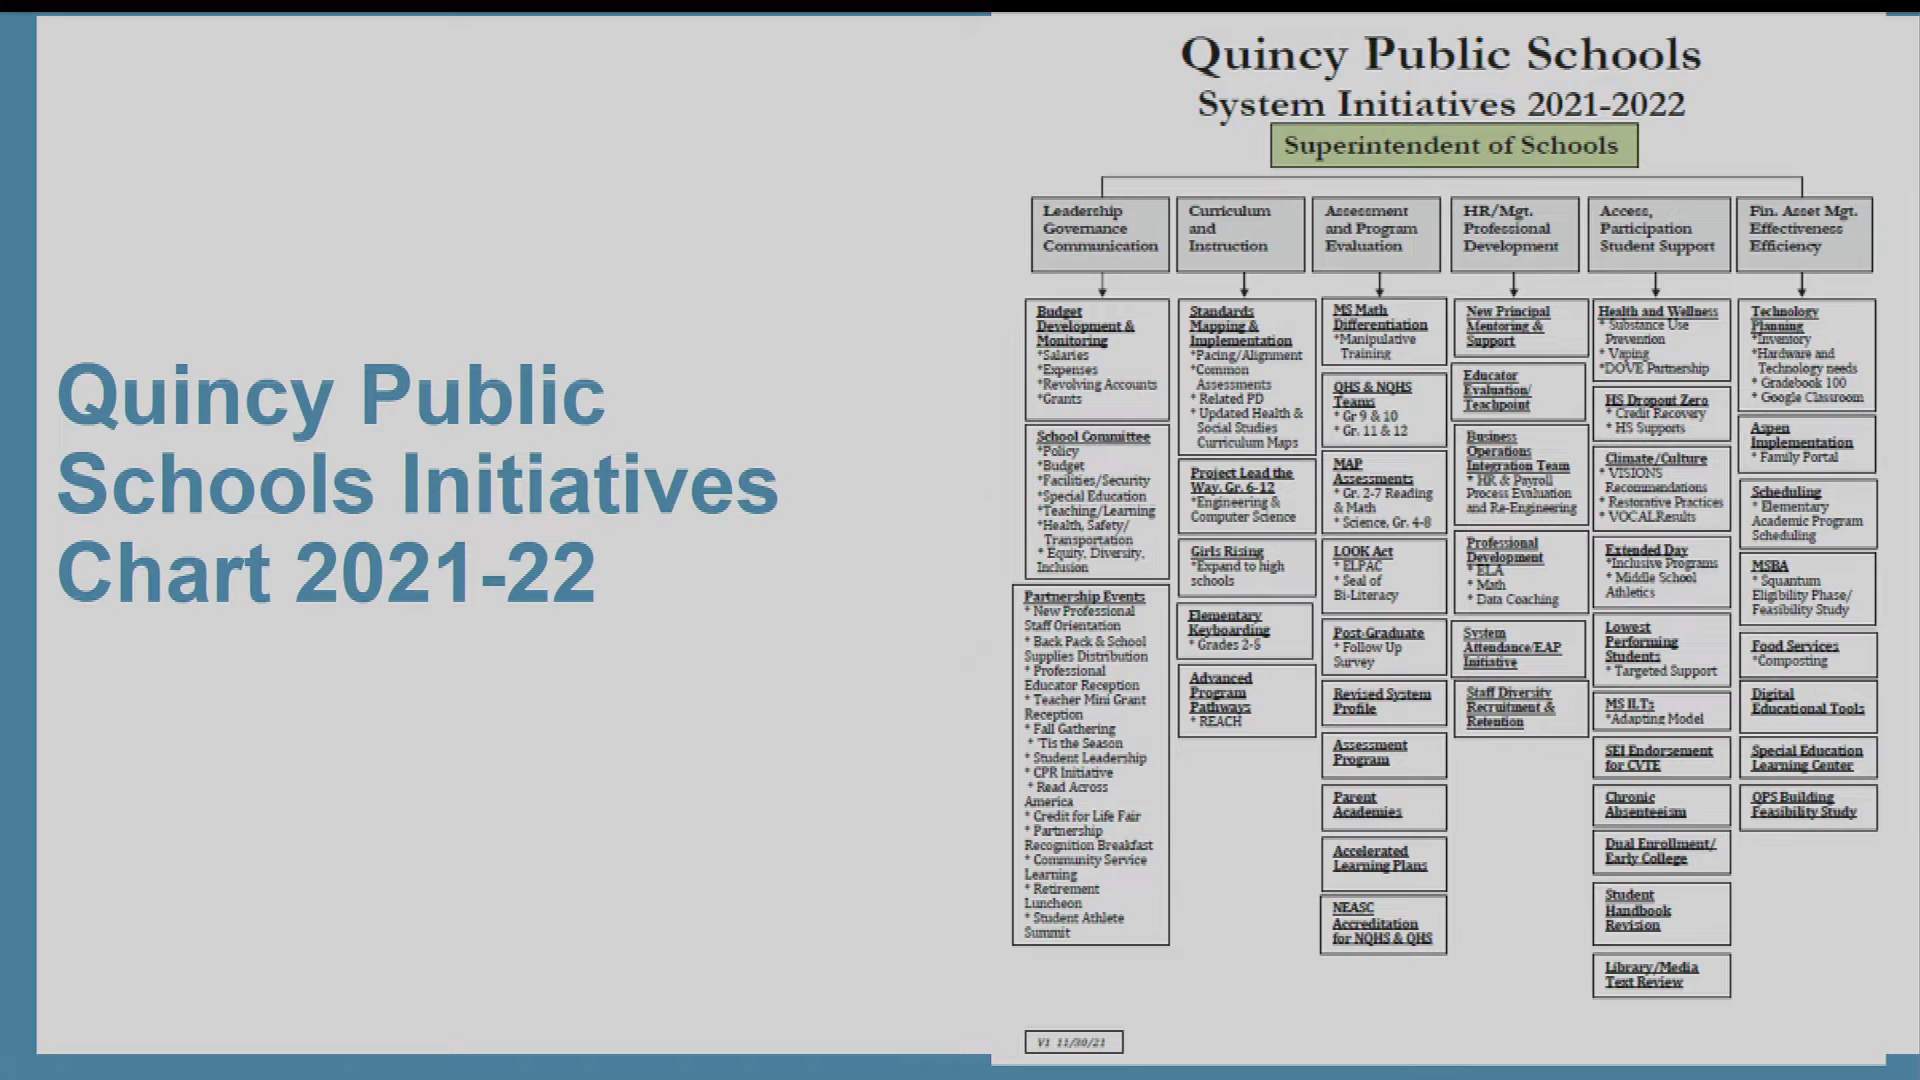 Quincy Public
Schools Initiatives
Chart 2021-22
Quincy Public Schools
System Initiatives 2021-2022
Superintendent of Schools
Leadership
Governance
Communication
Curriculum
and
Instruction
Assessment
and Program
Evaluation
HR/Mgt.
Professional
Development
Access,
Participation
Student Support
Fin. Asset Mgt.
Effectiveness
Efficiency
Budget
Development &
Monitoring
*Salaries
*Expenses
*Revolving Accounts
*Grants
School Committee
*Policy
*Budget
*Facilities/Security
*Special Education
*Teaching/Learning
*Health, Safety/
Transportation
* Equity, Diversity,
Inclusion
Partnership Events
* New Professional
Staff Orientation
* Back Pack & School
Supplies Distribution
* Professional
Educator Reception
* Teacher Mini Grant
Reception
* Fall Gathering
* 'Tis the Season
* Student Leadership
* CPR Initiative
* Read Across
America
* Credit for Life Fair
* Partnership
Recognition Breakfast
* Community Service
Learning
* Retirement
Luncheon
* Student Athlete
Summit
Standards
Mapping &
Implementation
*Pacing/Alignment
*Common
Assessments
* Related PD
* Updated Health &
Social Studies
Curriculum Maps
Project Lead the
Way, Gr. 6-12
*Engineering &
Computer Science
Girls Rising
*Expand to high
schools
Elementary
Keyboarding
* Grades 2-5
Advanced
Program
Pathways
* REACH
MS Math
Differentiation
*Manipulative
Training
QHS & NQHS
Teams
* Gr 9 & 10
* Gr. 11 & 12
MAP
Assessments
* Gr. 2-7 Reading
& Math
* Science, Gr. 4-8
LOOK Act
* ELPAC
* Seal of
Bi-Literacy
Post-Graduate
* Follow Up
Survey
Revised System
Profile
Assessment
Program
Parent
Academies
Accelerated
Learning Plans
NEASC
Accreditation
for NQHS & QHS
New Principal
Mentoring &
Support
Educator
Evaluation/
Teachpoint
Business
Operations
Integration Team
* HR & Payroll
Process Evaluation
and Re-Engineering
Professional
Development
* ELA
* Math
* Data Coaching
System
Attendance/EAP
Initiative
Staff Diversity
Recruitment &
Retention
Health and Wellness
* Substance Use
Prevention
* Vaping
*DOVE Partnership
HS Dropout Zero
* Credit Recovery
* HS Supports
Climate/Culture
* VISIONS
Recommendations
* Restorative Practices
* VOCALResults
Extended Day
*Inclusive Programs
* Middle School
Athletics
Lowest
Performing
Students
* Targeted Support
MS ILTs
*Adapting Model
SEI Endorsement
for CVTE
Chronic
Absenteeism
Dual Enrollment/
Early College
Student
Handbook
Revision
Library/Media
Text Review
Technology
Planning
*Inventory
*Hardware and
Technology needs
* Gradebook 100
* Google Classroom
Aspen
Implementation
* Family Portal
Scheduling
* Elementary
Academic Program
Scheduling
MSBA
* Squantum
Eligibility Phase/
Feasibility Study
Food Services
*Composting
Digital
Educational Tools
Special Education
Learning Center
QPS Building
Feasibility Study
V1 11/30/21